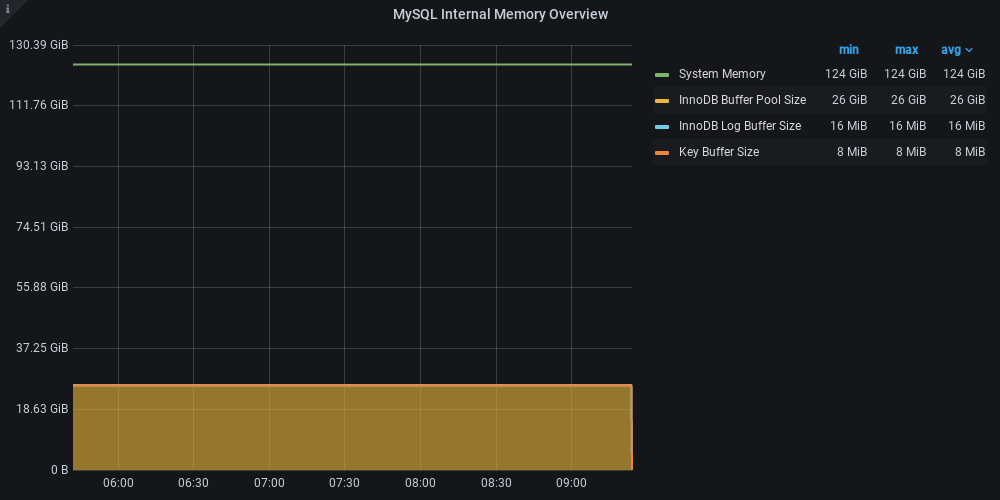 i
MySQL Internal Memory Overview
130.39 GiB
111.76 GiB
93.13 GiB
74.51 GiB
55.88 GiB
37.25 GiB
18.63 GiB
0 B
06:00 06:30 07:00 07:30 08:00 08:30 09:00
min max avg
System Memory 124 GiB 124 GiB 124 GiB
InnoDB Buffer Pool Size 26 GiB 26 GiB 26 GiB
InnoDB Log Buffer Size 16 MiB 16 MiB 16 MiB
Key Buffer Size 8 MiB 8 MiB 8 MiB